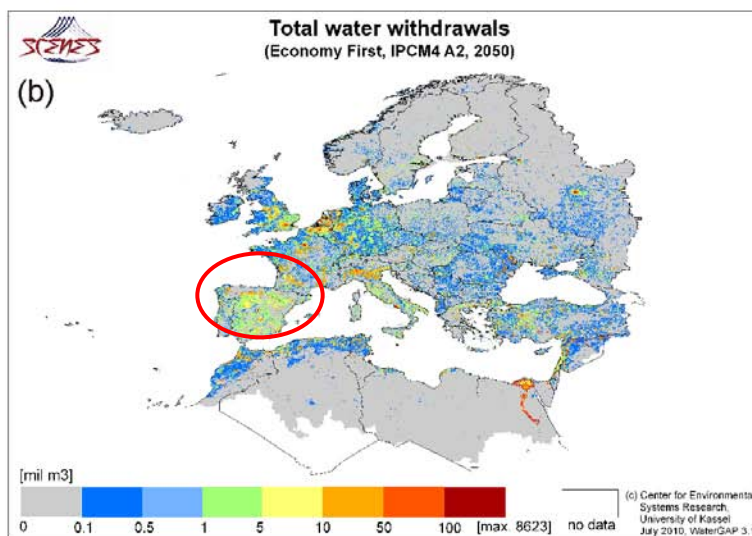 SCENES
Total water withdrawals
(Economy First, IPCM4 A2, 2050)
(b)
[mil m3]
0 0.1 0.5 1 5 10 50 100 [max. 8623] no data
(c) Center for Environmenta
Systems Research,
University of Kassel
July 2010, WaterGAP 3.